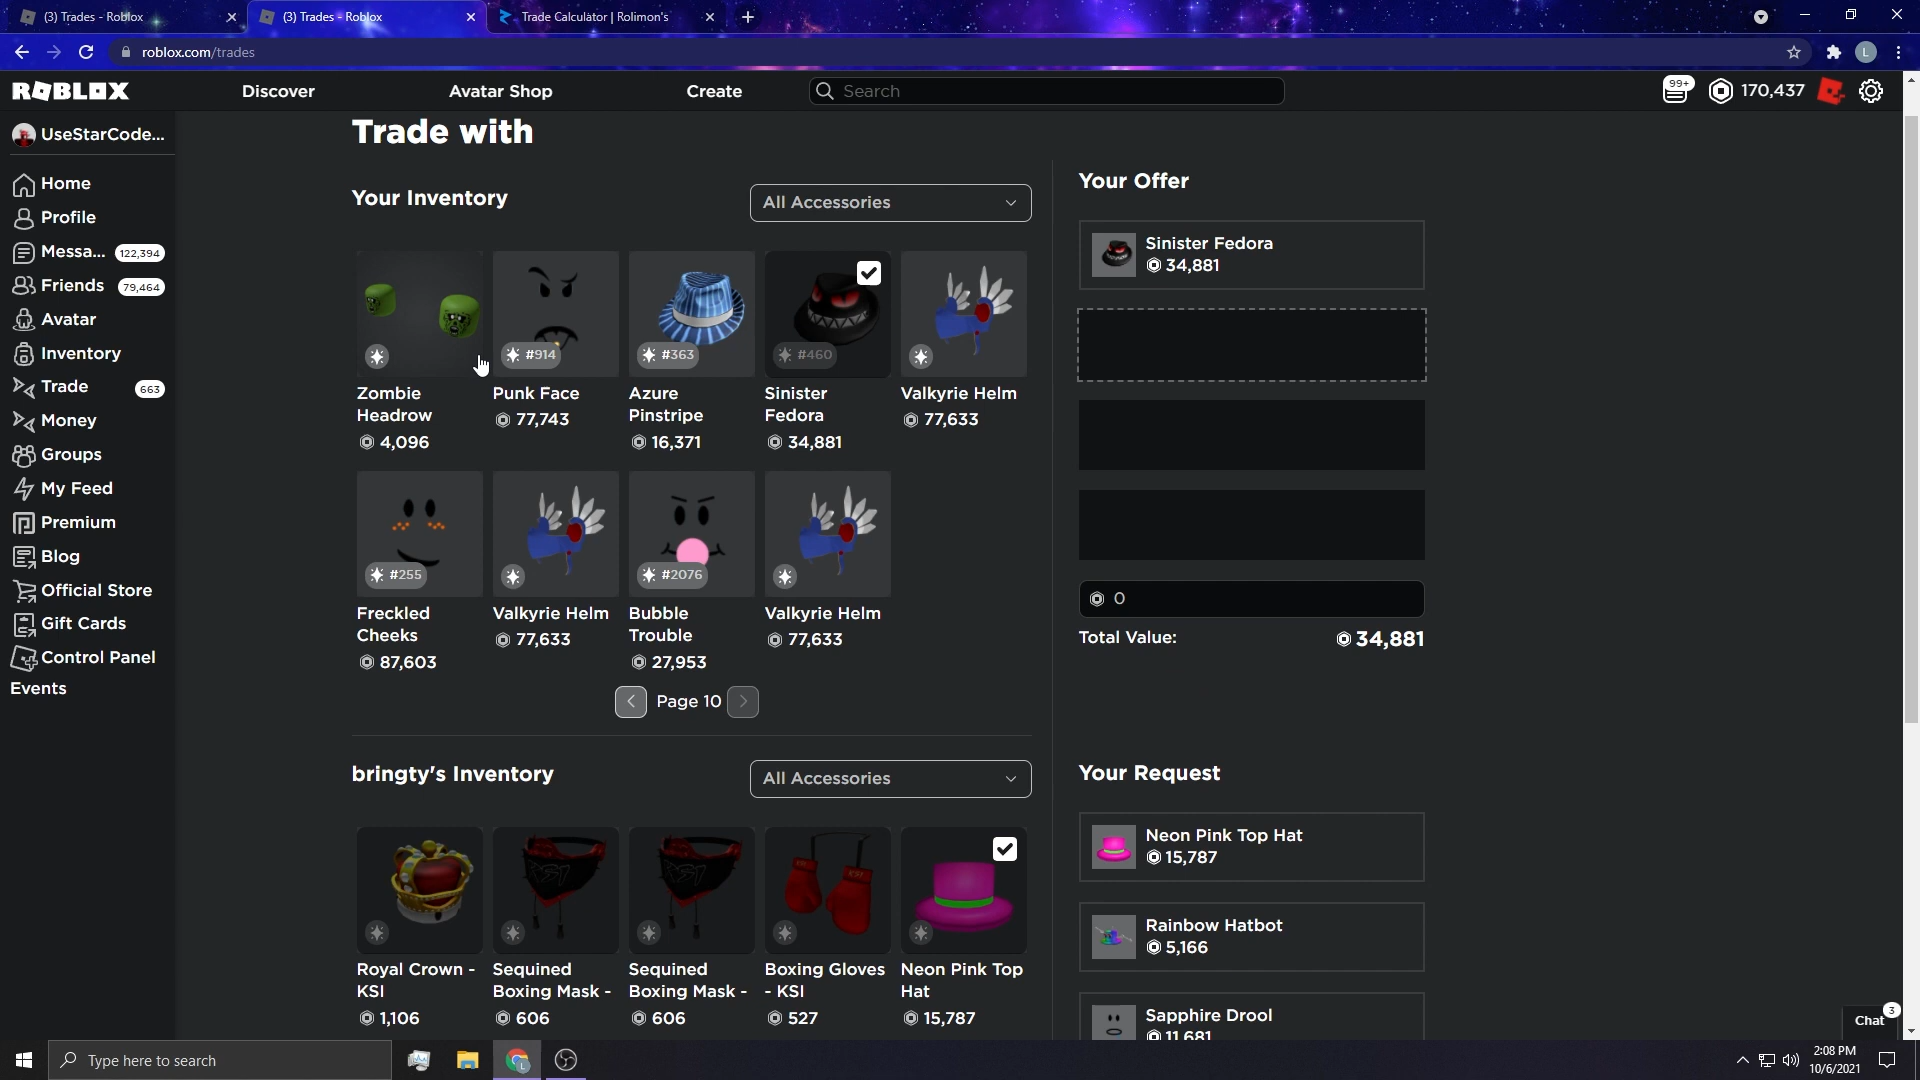 (3) Trades - Roblox
(3) Trades - Roblox
Trade Calculator | Rolimon's
roblox.com/trades
L
ROBLOX
Discover
Avatar Shop
Create
Search
99+
170,437
UseStarCode...
Home
Profile
Messa... 122,394
Friends 79,464
Avatar
Inventory
Trade 663
Money
Groups
My Feed
Premium
Blog
Official Store
Gift Cards
Control Panel
Events
Trade with
Your Inventory
All Accessories
#914
#363
#460
Zombie Headrow
4,096
Punk Face
77,743
Azure Pinstripe
16,371
Sinister Fedora
34,881
Valkyrie Helm
77,633
#255
#2076
Freckled Cheeks
87,603
Valkyrie Helm
77,633
Bubble Trouble
27,953
Valkyrie Helm
77,633
Page 10
bringty's Inventory
All Accessories
Royal Crown - KSI
1,106
Sequined Boxing Mask -
606
Sequined Boxing Mask -
606
Boxing Gloves - KSI
527
Neon Pink Top Hat
15,787
Your Offer
Sinister Fedora
34,881
0
Total Value: 34,881
Your Request
Neon Pink Top Hat
15,787
Rainbow Hatbot
5,166
Sapphire Drool
11,681
Chat 3
Type here to search
2:08 PM
10/6/2021